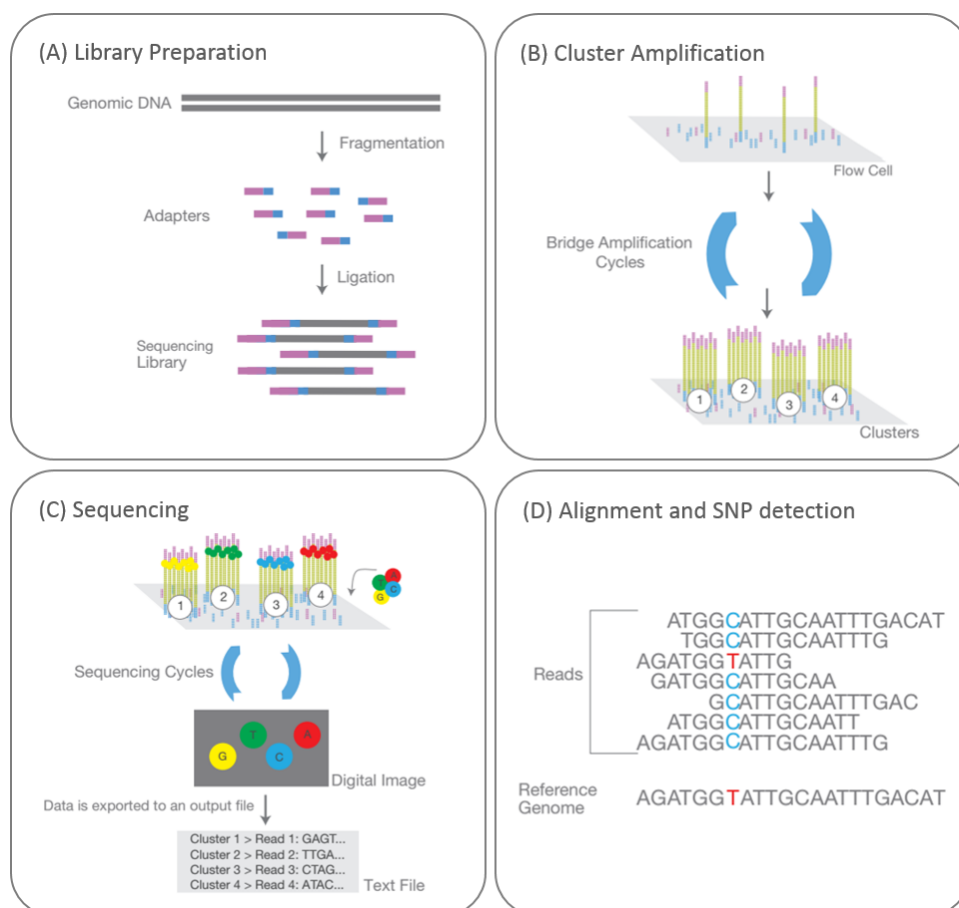 (A) Library Preparation
Genomic DNA
Fragmentation
Adapters
Ligation
Sequencing
Library
(B) Cluster Amplification
Flow Cell
Bridge Amplification
Cycles
1
2
3
4
Clusters
(C) Sequencing
1
2
3
4
A
T
C
G
Sequencing Cycles
T
A
G
C
Digital Image
Data is exported to an output file
Cluster 1 > Read 1: GAGT...
Cluster 2 > Read 2: TTGA...
Cluster 3 > Read 3: CTAG...
Cluster 4 > Read 4: ATAC...
Text File
(D) Alignment and SNP detection
Reads
ATGGCATTGCAATTTGACAT
TGGCATTGCAATTTG
AGATGGTATTG
GATGGCATTGCAA
GCATTGCAATTTGAC
ATGGCATTGCAATT
AGATGGCATTGCAATTTG
Reference
Genome
AGATGGTATTGCAATTTGACAT